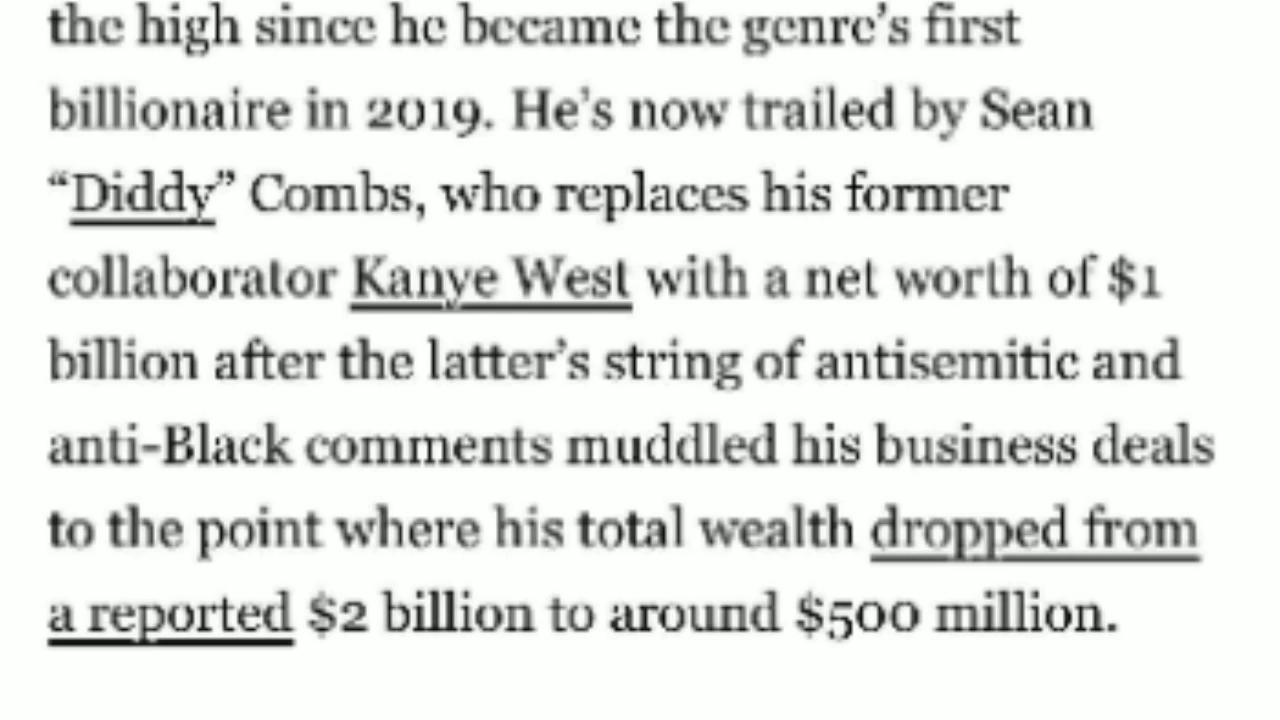 the high since he became the genre's first
billionaire in 2019. He's now trailed by Sean
“Diddy” Combs, who replaces his former
collaborator Kanye West with a net worth of $1
billion after the latter's string of antisemitic and
anti-Black comments muddled his business deals
to the point where his total wealth dropped from
a reported $2 billion to around $500 million.